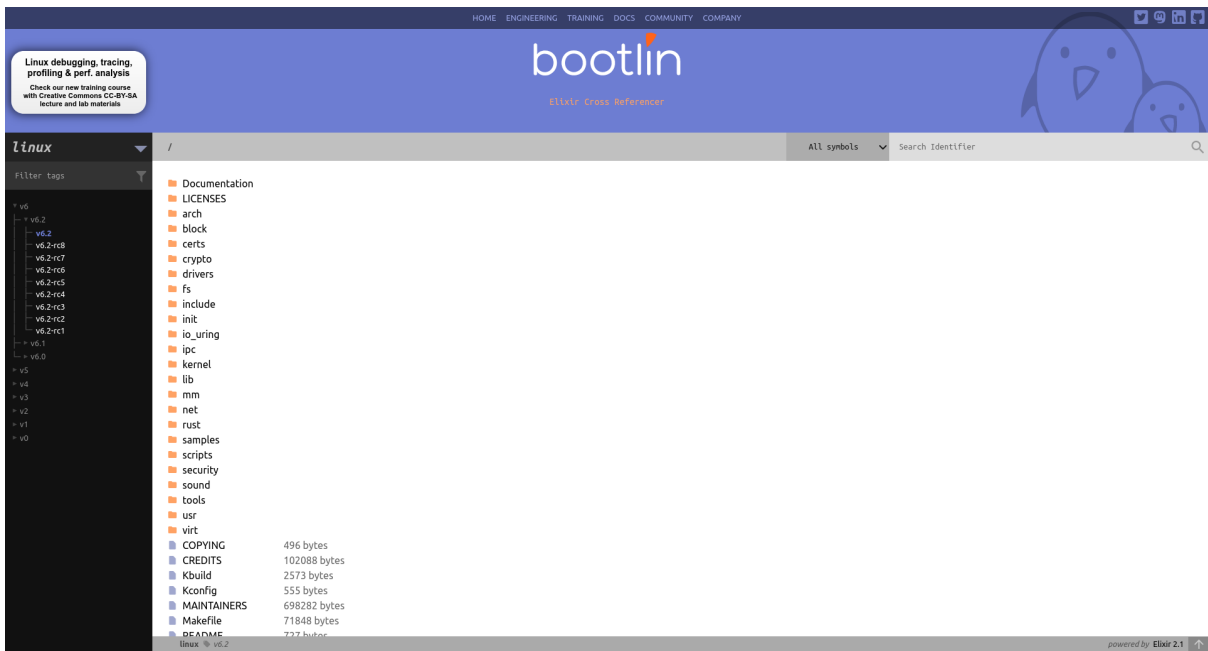 HOME ENGINEERING TRAINING DOCS COMMUNITY COMPANY
Linux debugging, tracing,
profiling & perf. analysis
Check our new training course
with Creative Commons CC-BY-SA
lecture and lab materials
bootlin
Elixir Cross Referencer
linux
/
All symbols
Search Identifier
Filter tags
v6
v6.2
v6.2
v6.2-rc8
v6.2-rc7
v6.2-rc6
v6.2-rc5
v6.2-rc4
v6.2-rc3
v6.2-rc2
v6.2-rc1
v6.1
v6.0
v5
v4
v3
v2
v1
v0
Documentation
LICENSES
arch
block
certs
crypto
drivers
fs
include
init
io_uring
ipc
kernel
lib
mm
net
rust
samples
scripts
security
sound
tools
usr
virt
COPYING 496 bytes
CREDITS 102088 bytes
Kbuild 2573 bytes
Kconfig 555 bytes
MAINTAINERS 698282 bytes
Makefile 71848 bytes
README 727 bytes
linux v6.2
powered by Elixir 2.1